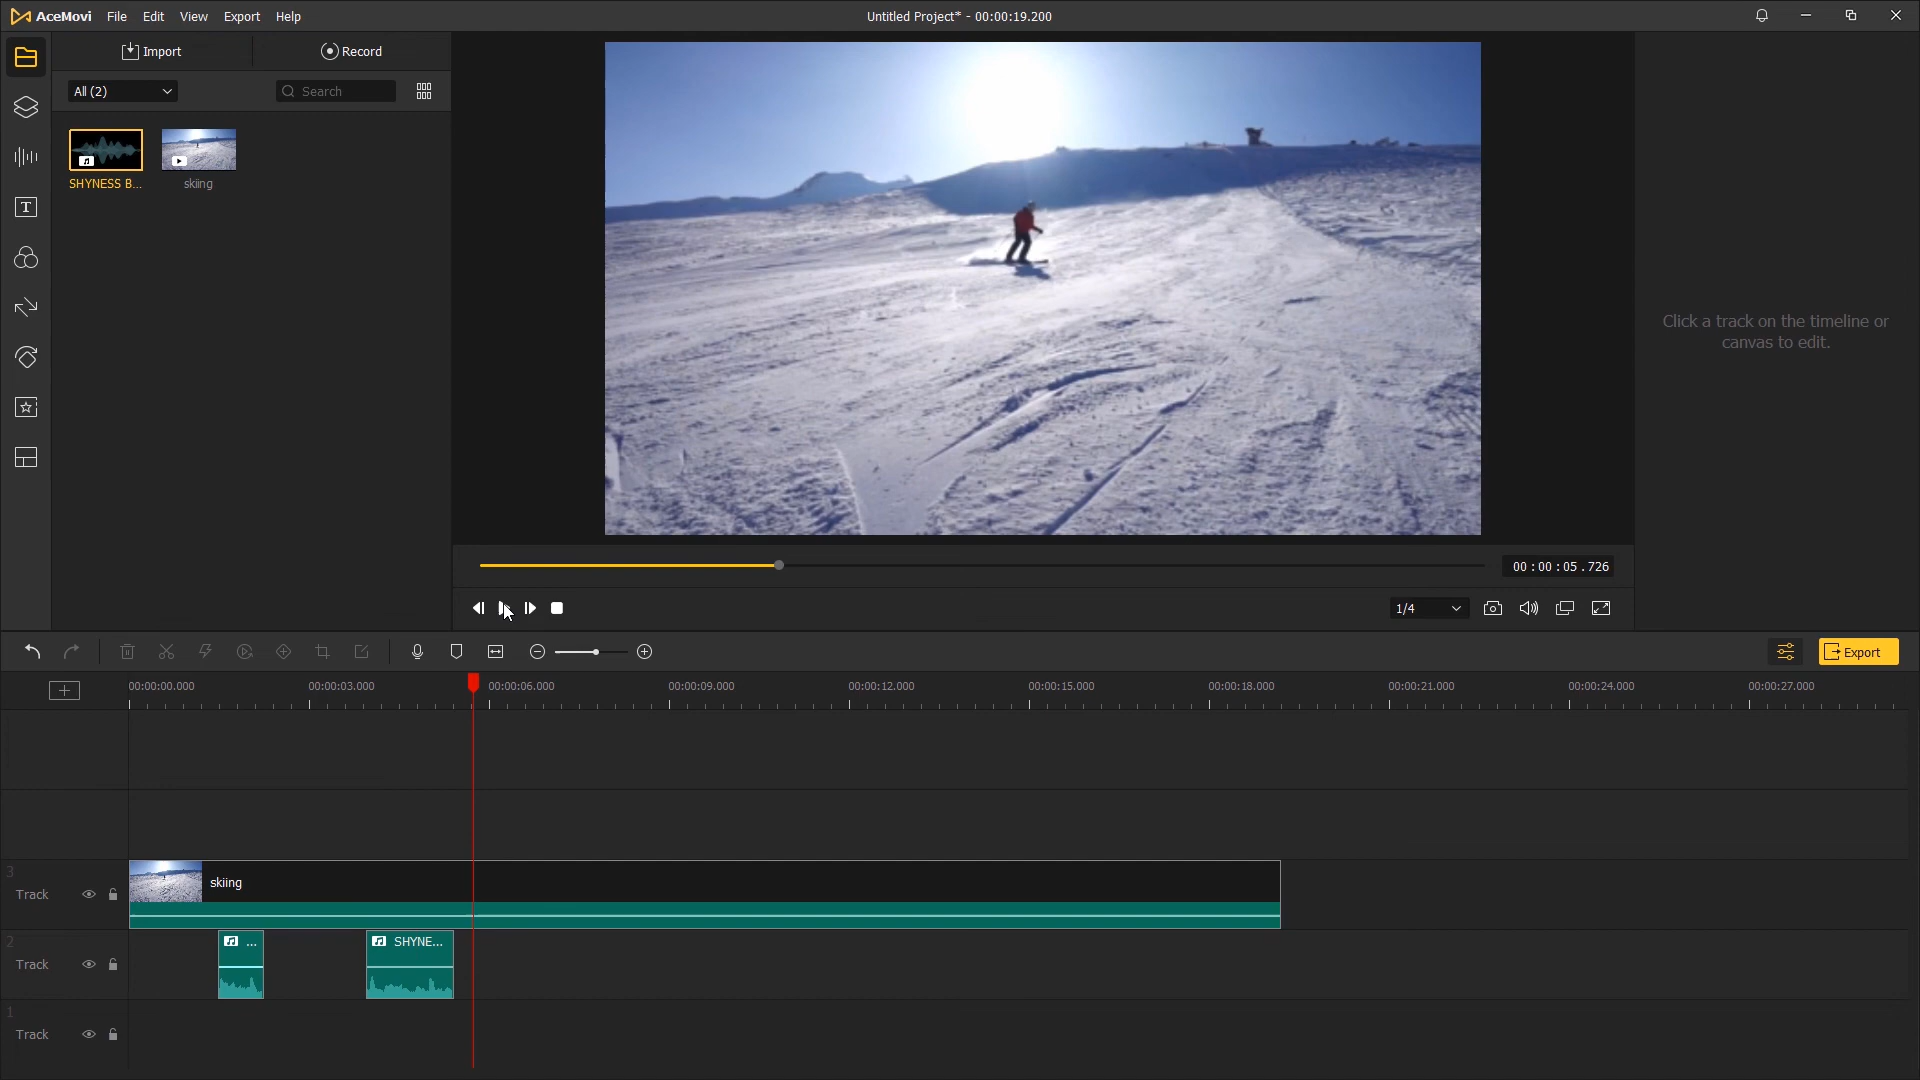 AceMovi File Edit View Export Help
Untitled Project* - 00:00:19.200
Import
Record
All (2)
Search
SHYNESS B...
skiing
Click a track on the timeline or
canvas to edit.
00:00:05.726
1/4
Export
00:00:00.000 00:00:03.000 00:00:06.000 00:00:09.000 00:00:12.000 00:00:15.000 00:00:18.000 00:00:21.000 00:00:24.000 00:00:27.000
3
Track
skiing
2
Track
...
SHYNE...
1
Track